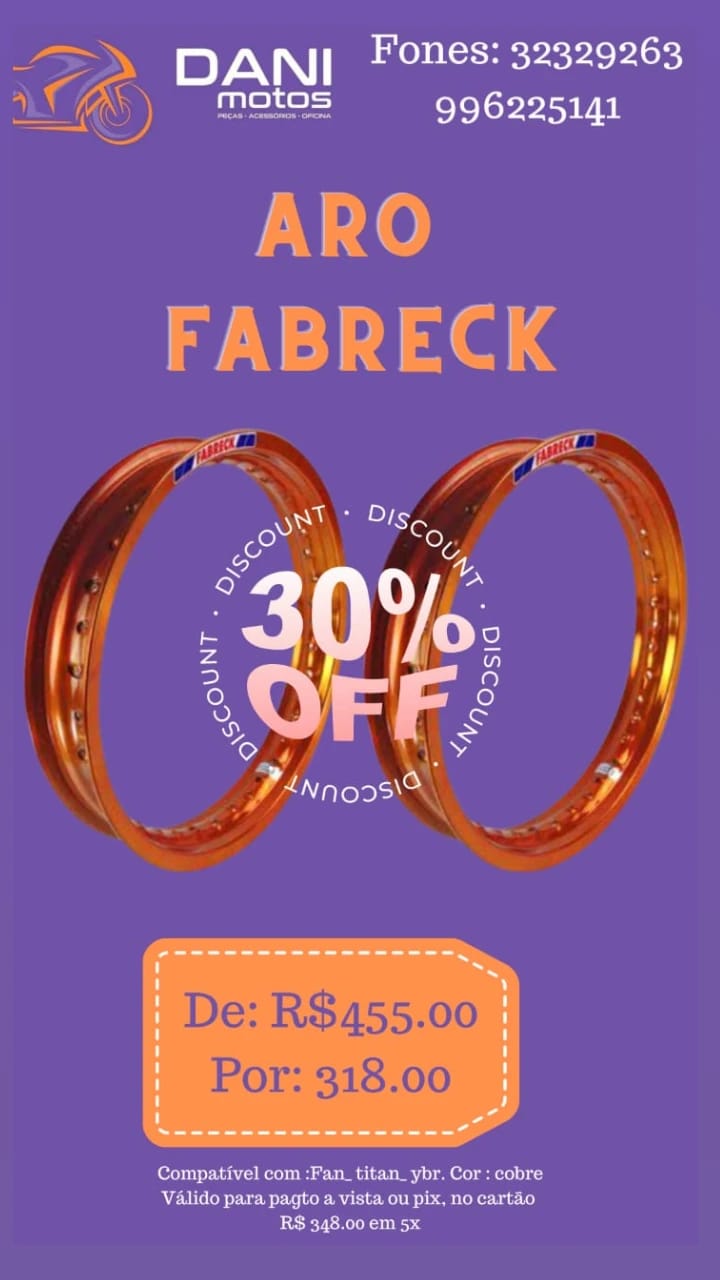 DANI
motos
PEÇAS - ACESSÓRIOS - OFICINA
Fones: 32329263
996225141
ARO
FABRECK
FABRECK
FABRECK
DISCOUNT · DISCOUNT · DISCOUNT · DISCOUNT · DISCOUNT ·
30%
OFF
De: R$455.00
Por: 318.00
Compatível com :Fan_ titan_ ybr. Cor : cobre
Válido para pagto a vista ou pix, no cartão
R$ 348.00 em 5x